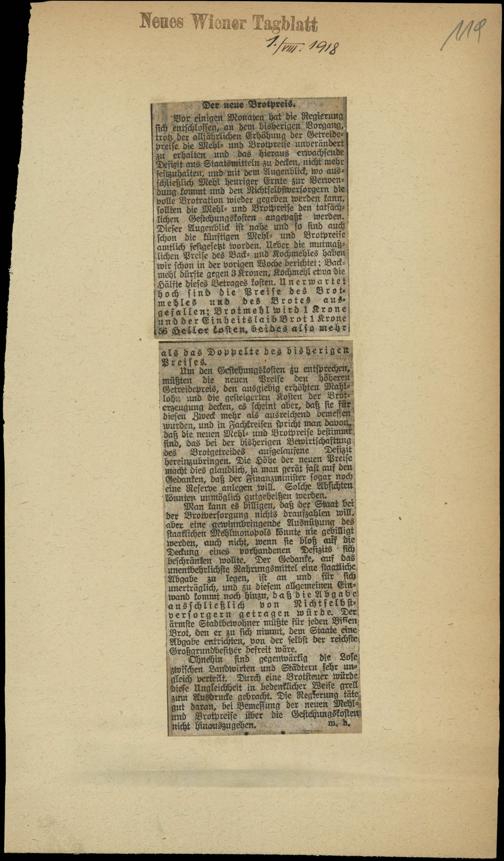 Neues Wiener Tagblatt
1./VIII. 1918
119
Der neue Brotpreis.
Vor einigen Monaten hat die Regierung
sich entschlossen, an dem bisherigen Vorgang,
trotz der alljährlichen Erhöhung der Getreide-
preise die Mehl- und Brotpreise unverändert
zu erhalten und das hieraus erwachsende
Defizit aus Staatsmitteln zu decken, nicht mehr
festzuhalten, und mit dem Augenblick, wo aus-
schließlich Mehl heuriger Ernte zur Verwen-
dung kommt und den Nichtselbstversorgern die
volle Brotration wieder gegeben werden kann,
sollten die Mehl- und Brotpreise den tatsäch-
lichen Gestehungskosten angepaßt werden.
Dieser Augenblick ist nahe und so sind auch
schon die künftigen Mehl- und Brotpreise
amtlich festgesetzt worden. Ueber die mutmaß-
lichen Preise des Back- und Kochmehles haben
wir schon in der vorigen Woche berichtet; Back-
mehl dürfte gegen 3 Kronen, Kochmehl etwa die
Hälfte dieses Betrages kosten. Unerwartet
hoch sind die Preise des Brot-
mehles und des Brotes aus-
gefallen; Brotmehl wird 1 Krone
und der Einheitslaib Brot 1 Krone
56 Heller kosten, beides also mehr
als das Doppelte des bisherigen
Preises.
Um den Gestehungskosten zu entsprechen,
müßten die neuen Preise den höheren
Getreidepreis, den ausgiebig erhöhten Mahl-
lohn und die gesteigerten Kosten der Brot-
erzeugung decken, es scheint aber, daß sie für
diesen Zweck mehr als ausreichend bemessen
wurden, und in Fachkreisen spricht man davon,
daß die neuen Mehl- und Brotpreise bestimmt
sind, das bei der bisherigen Bewirtschaftung
des Brotgetreides aufgelaufene Defizit
hereinzubringen. Die Höhe der neuen Preise
macht dies glaublich, ja man gerät fast auf den
Gedanken, daß der Finanzminister sogar noch
eine Reserve anlegen will. Solche Absichten
könnten unmöglich gutgeheißen werden.
Man kann es billigen, daß der Staat bei
der Brotversorgung nichts draufzahlen will,
aber eine gewinnbringende Ausnützung des
staatlichen Mehlmonopols könnte nie gebilligt
werden, auch nicht, wenn sie bloß auf die
Deckung eines vorhandenen Defizits sich
beschränken wollte. Der Gedanke, auf das
unentbehrlichste Nahrungsmittel eine staatliche
Abgabe zu legen, ist an und für sich
unerträglich, und zu diesem allgemeinen Ein-
wand kommt noch hinzu, daß die Abgabe
ausschließlich von Nichtselbst-
versorgern getragen würde. Der
ärmste Stadtbewohner müßte für jeden Bissen
Brot, den er zu sich nimmt, dem Staate eine
Abgabe entrichten, von der selbst der reichste
Großgrundbesitzer befreit wäre.
Ohnehin sind gegenwärtig die Lose
zwischen Landwirten und Städtern sehr un-
gleich verteilt. Durch eine Brotsteuer würde
diese Ungleichheit in bedenklicher Weise grell
zum Ausdrucke gebracht. Die Regierung täte
gut daran, bei Bemessung der neuen Mehl-
und Brotpreise über die Gestehungskosten
nicht hinauszugehen.